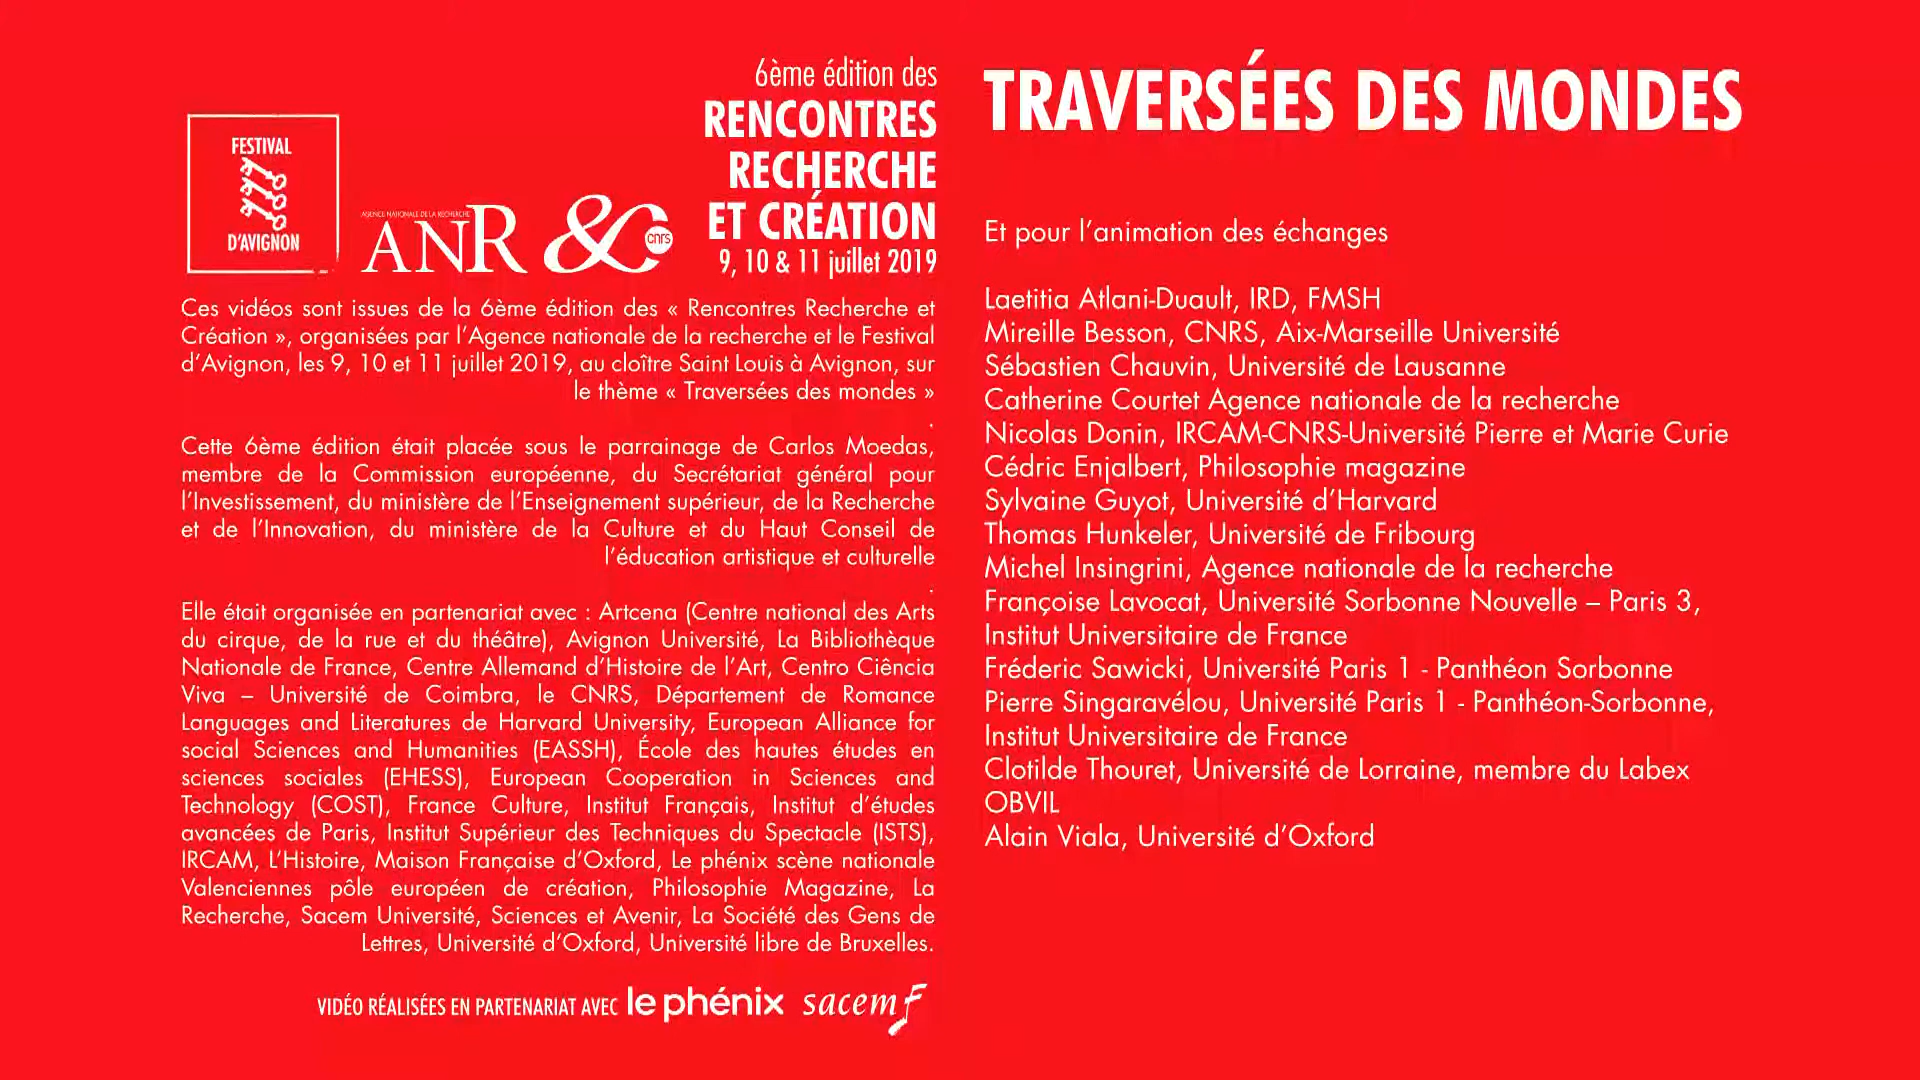 6ème édition des
RENCONTRES
RECHERCHE
ET CRÉATION
9, 10 & 11 juillet 2019
FESTIVAL
D'AVIGNON
AGENCE NATIONALE DE LA RECHERCHE
ANR
&C
cnrs
Ces vidéos sont issues de la 6ème édition des « Rencontres Recherche et
Création », organisées par l'Agence nationale de la recherche et le Festival
d'Avignon, les 9, 10 et 11 juillet 2019, au cloître Saint Louis à Avignon, sur
le thème « Traversées des mondes »
.
Cette 6ème édition était placée sous le parrainage de Carlos Moedas,
membre de la Commission européenne, du Secrétariat général pour
l'Investissement, du ministère de l'Enseignement supérieur, de la Recherche
et de l'Innovation, du ministère de la Culture et du Haut Conseil de
l'éducation artistique et culturelle
.
Elle était organisée en partenariat avec : Artcena (Centre national des Arts
du cirque, de la rue et du théâtre), Avignon Université, La Bibliothèque
Nationale de France, Centre Allemand d'Histoire de l'Art, Centro Ciência
Viva – Université de Coimbra, le CNRS, Département de Romance
Languages and Literatures de Harvard University, European Alliance for
social Sciences and Humanities (EASSH), École des hautes études en
sciences sociales (EHESS), European Cooperation in Sciences and
Technology (COST), France Culture, Institut Français, Institut d'études
avancées de Paris, Institut Supérieur des Techniques du Spectacle (ISTS),
IRCAM, L'Histoire, Maison Française d'Oxford, Le phénix scène nationale
Valenciennes pôle européen de création, Philosophie Magazine, La
Recherche, Sacem Université, Sciences et Avenir, La Société des Gens de
Lettres, Université d'Oxford, Université libre de Bruxelles.
VIDÉO RÉALISÉES EN PARTENARIAT AVEC le phénix sacem
TRAVERSÉES DES MONDES
Et pour l'animation des échanges
Laetitia Atlani-Duault, IRD, FMSH
Mireille Besson, CNRS, Aix-Marseille Université
Sébastien Chauvin, Université de Lausanne
Catherine Courtet Agence nationale de la recherche
Nicolas Donin, IRCAM-CNRS-Université Pierre et Marie Curie
Cédric Enjalbert, Philosophie magazine
Sylvaine Guyot, Université d'Harvard
Thomas Hunkeler, Université de Fribourg
Michel Insingrini, Agence nationale de la recherche
Françoise Lavocat, Université Sorbonne Nouvelle – Paris 3,
Institut Universitaire de France
Fréderic Sawicki, Université Paris 1 - Panthéon Sorbonne
Pierre Singaravélou, Université Paris 1 - Panthéon-Sorbonne,
Institut Universitaire de France
Clotilde Thouret, Université de Lorraine, membre du Labex
OBVIL
Alain Viala, Université d'Oxford